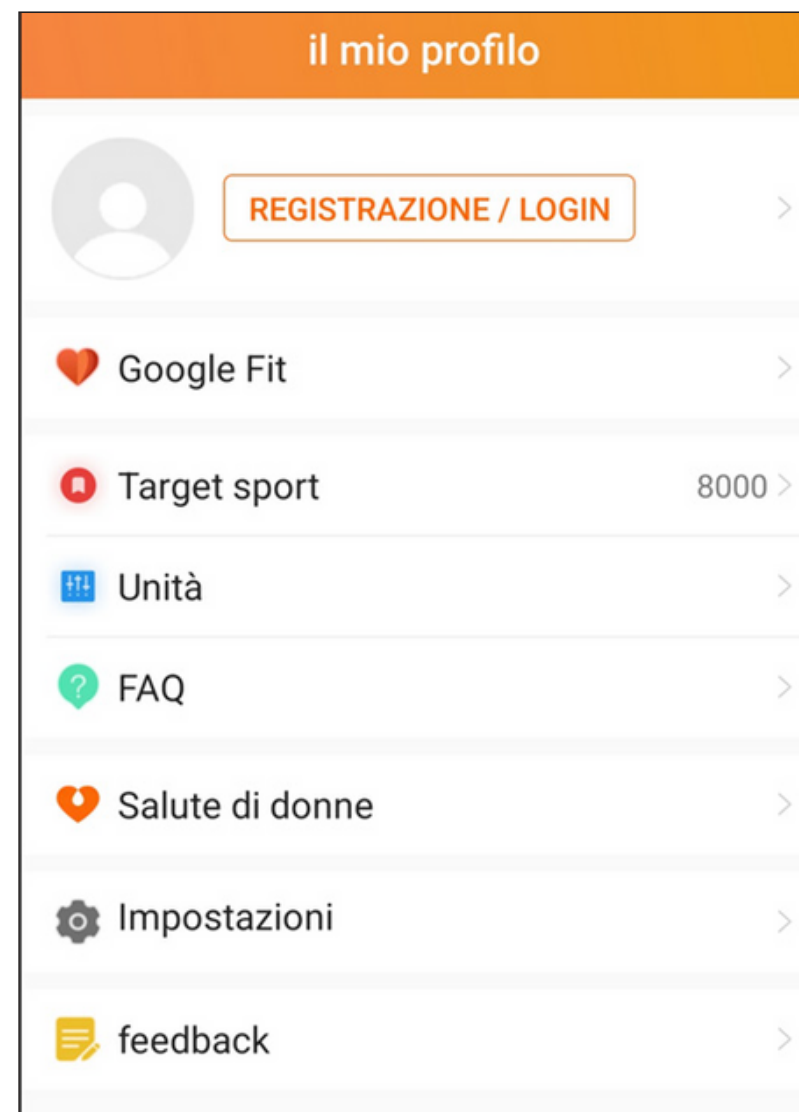 il mio profilo
REGISTRAZIONE / LOGIN
Google Fit
Target sport 8000
Unità
FAQ
Salute di donne
Impostazioni
feedback